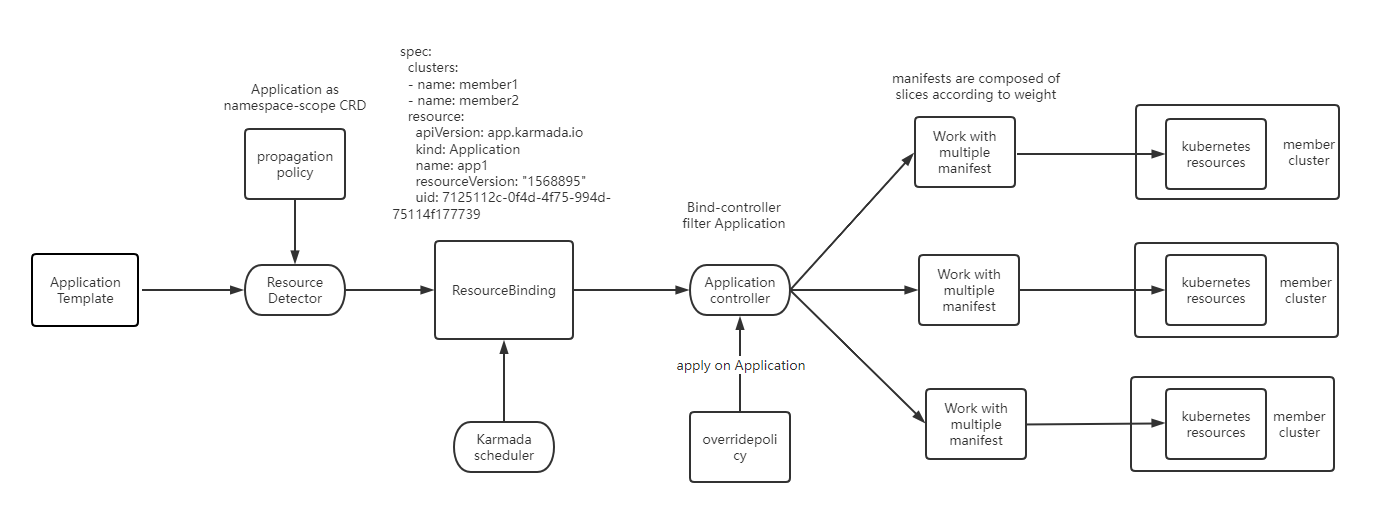 spec:
clusters:
- name: member1
- name: member2
resource:
apiVersion: app.karmada.io
kind: Application
name: app1
resourceVersion: "1568895"
uid: 7125112c-0f4d-4f75-994d-
75114f177739
Application as
namespace-scope CRD
propagation
policy
Application
Template
Resource
Detector
ResourceBinding
Karmada
scheduler
Bind-controller
filter Application
Application
controller
apply on Application
overridepoli
cy
manifests are composed of
slices according to weight
Work with
multiple
manifest
kubernetes
resources
member
cluster
Work with
multiple
manifest
kubernetes
resources
member
cluster
Work with
multiple
manifest
kubernetes
resources
member
cluster